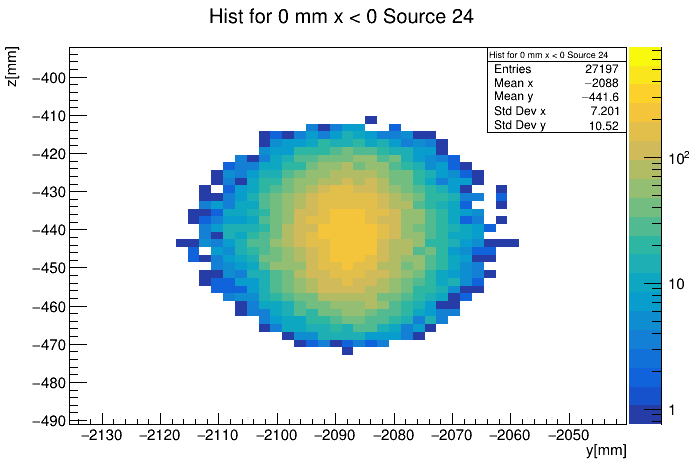 Hist for 0 mm x < 0 Source 24
z[mm]
Hist for 0 mm x < 0 Source 24
Entries 27197
Mean x −2088
Mean y −441.6
Std Dev x 7.201
Std Dev y 10.52
−400
−410
−420
−430
−440
−450
−460
−470
−480
−490
10²
10
1
−2130 −2120 −2110 −2100 −2090 −2080 −2070 −2060 −2050
y[mm]